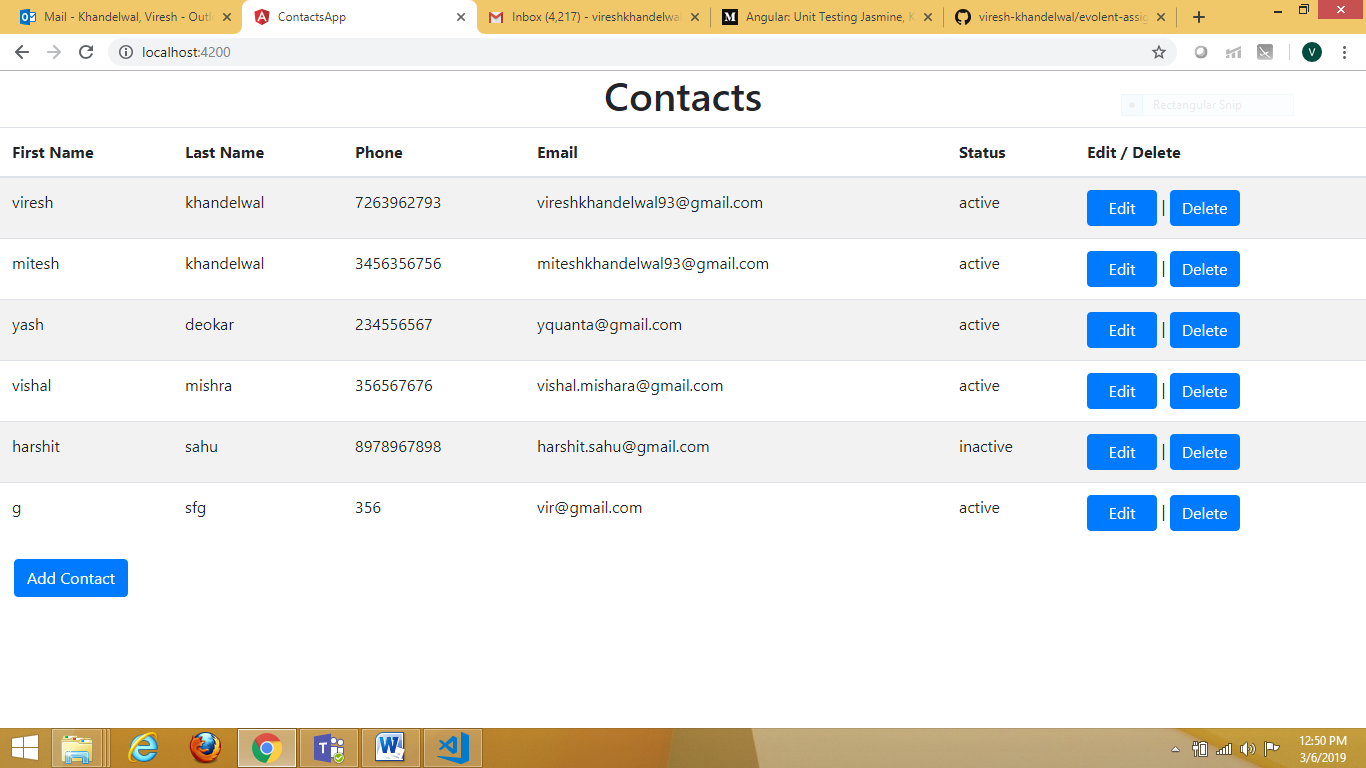 Mail - Khandelwal, Viresh - Outl
ContactsApp
Inbox (4,217) - vireshkhandelwal
Angular: Unit Testing Jasmine, K
viresh-khandelwal/evolent-assig
localhost:4200
V
Contacts
Rectangular Snip
First Name Last Name Phone Email Status Edit / Delete
viresh khandelwal 7263962793 vireshkhandelwal93@gmail.com active Edit | Delete
mitesh khandelwal 3456356756 miteshkhandelwal93@gmail.com active Edit | Delete
yash deokar 234556567 yquanta@gmail.com active Edit | Delete
vishal mishra 356567676 vishal.mishara@gmail.com active Edit | Delete
harshit sahu 8978967898 harshit.sahu@gmail.com inactive Edit | Delete
g sfg 356 vir@gmail.com active Edit | Delete
Add Contact
12:50 PM
3/6/2019